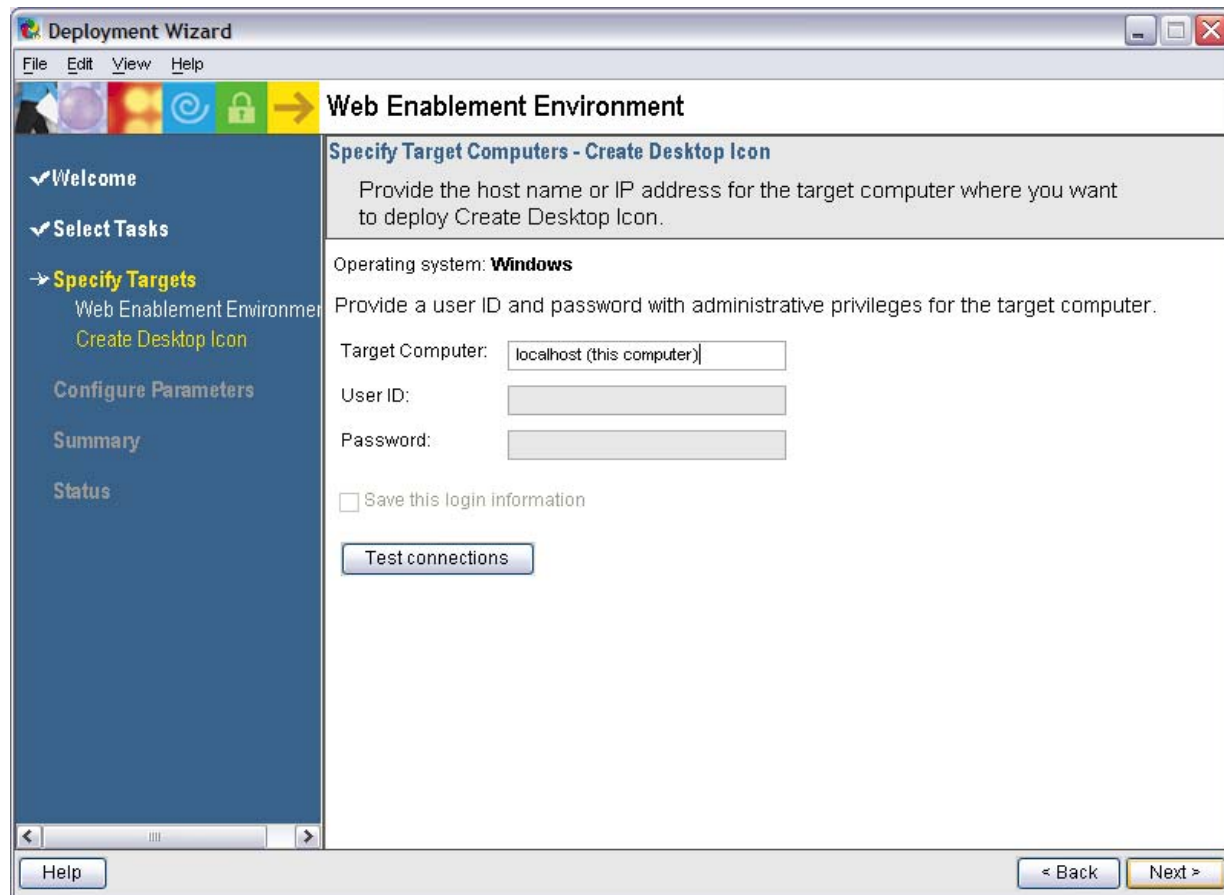 Deployment Wizard
File Edit View Help
Web Enablement Environment
Welcome
Select Tasks
Specify Targets
Web Enablement Environmen
Create Desktop Icon
Configure Parameters
Summary
Status
Specify Target Computers - Create Desktop Icon
Provide the host name or IP address for the target computer where you want
to deploy Create Desktop Icon.
Operating system: Windows
Provide a user ID and password with administrative privileges for the target computer.
Target Computer: localhost (this computer)
User ID:
Password:
Save this login information
Test connections
Help
< Back
Next >